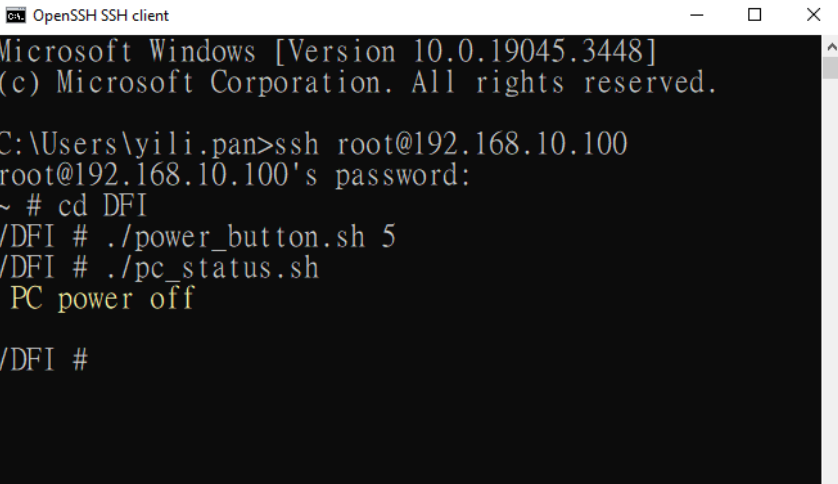 OpenSSH SSH client
Microsoft Windows [Version 10.0.19045.3448]
(c) Microsoft Corporation. All rights reserved.
C:\Users\yili.pan>ssh root@192.168.10.100
root@192.168.10.100's password:
~ # cd DFI
/DFI # ./power_button.sh 5
/DFI # ./pc_status.sh
PC power off
/DFI #